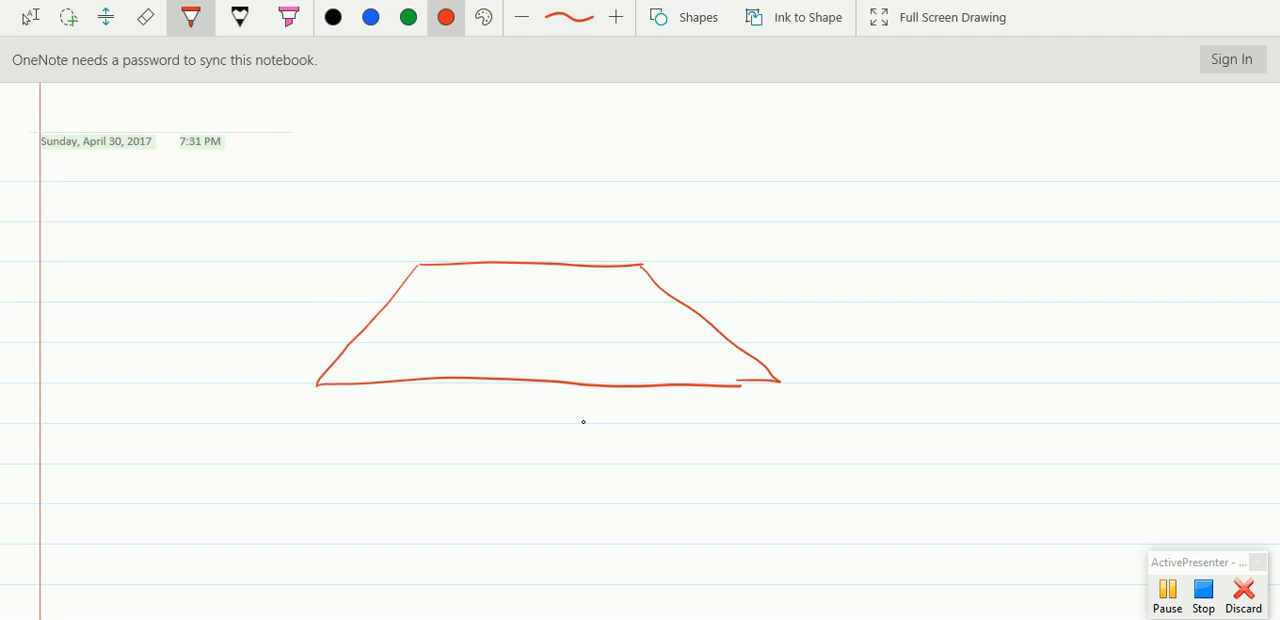 Shapes Ink to Shape Full Screen Drawing
OneNote needs a password to sync this notebook. Sign In
Sunday, April 30, 2017 7:31 PM
ActivePresenter - ...
Pause Stop Discard